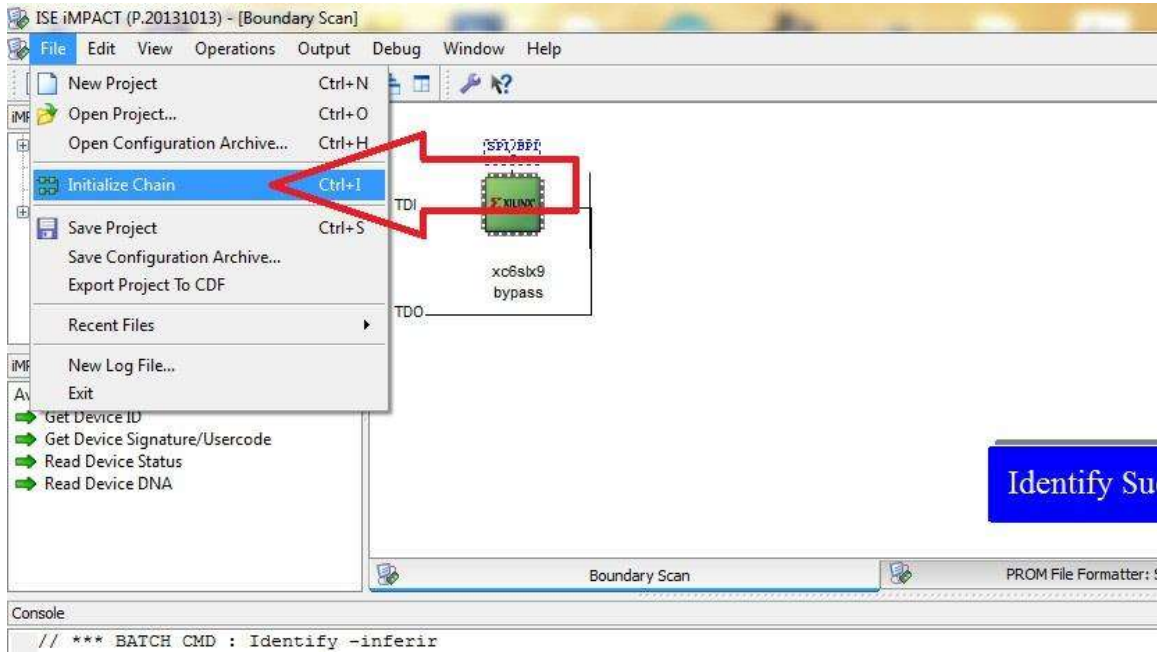 ISE iMPACT (P.20131013) - [Boundary Scan]
File Edit View Operations Output Debug Window Help
New Project Ctrl+N
Open Project... Ctrl+O
Open Configuration Archive... Ctrl+H
Initialize Chain Ctrl+I
Save Project Ctrl+S
Save Configuration Archive...
Export Project To CDF
Recent Files
New Log File...
Exit
Get Device ID
Get Device Signature/Usercode
Read Device Status
Read Device DNA
SPI/BPI
TDI
XILINX
xc6slx9
bypass
TDO
Identify Su
Boundary Scan
PROM File Formatter:
Console
// *** BATCH CMD : Identify -inferir